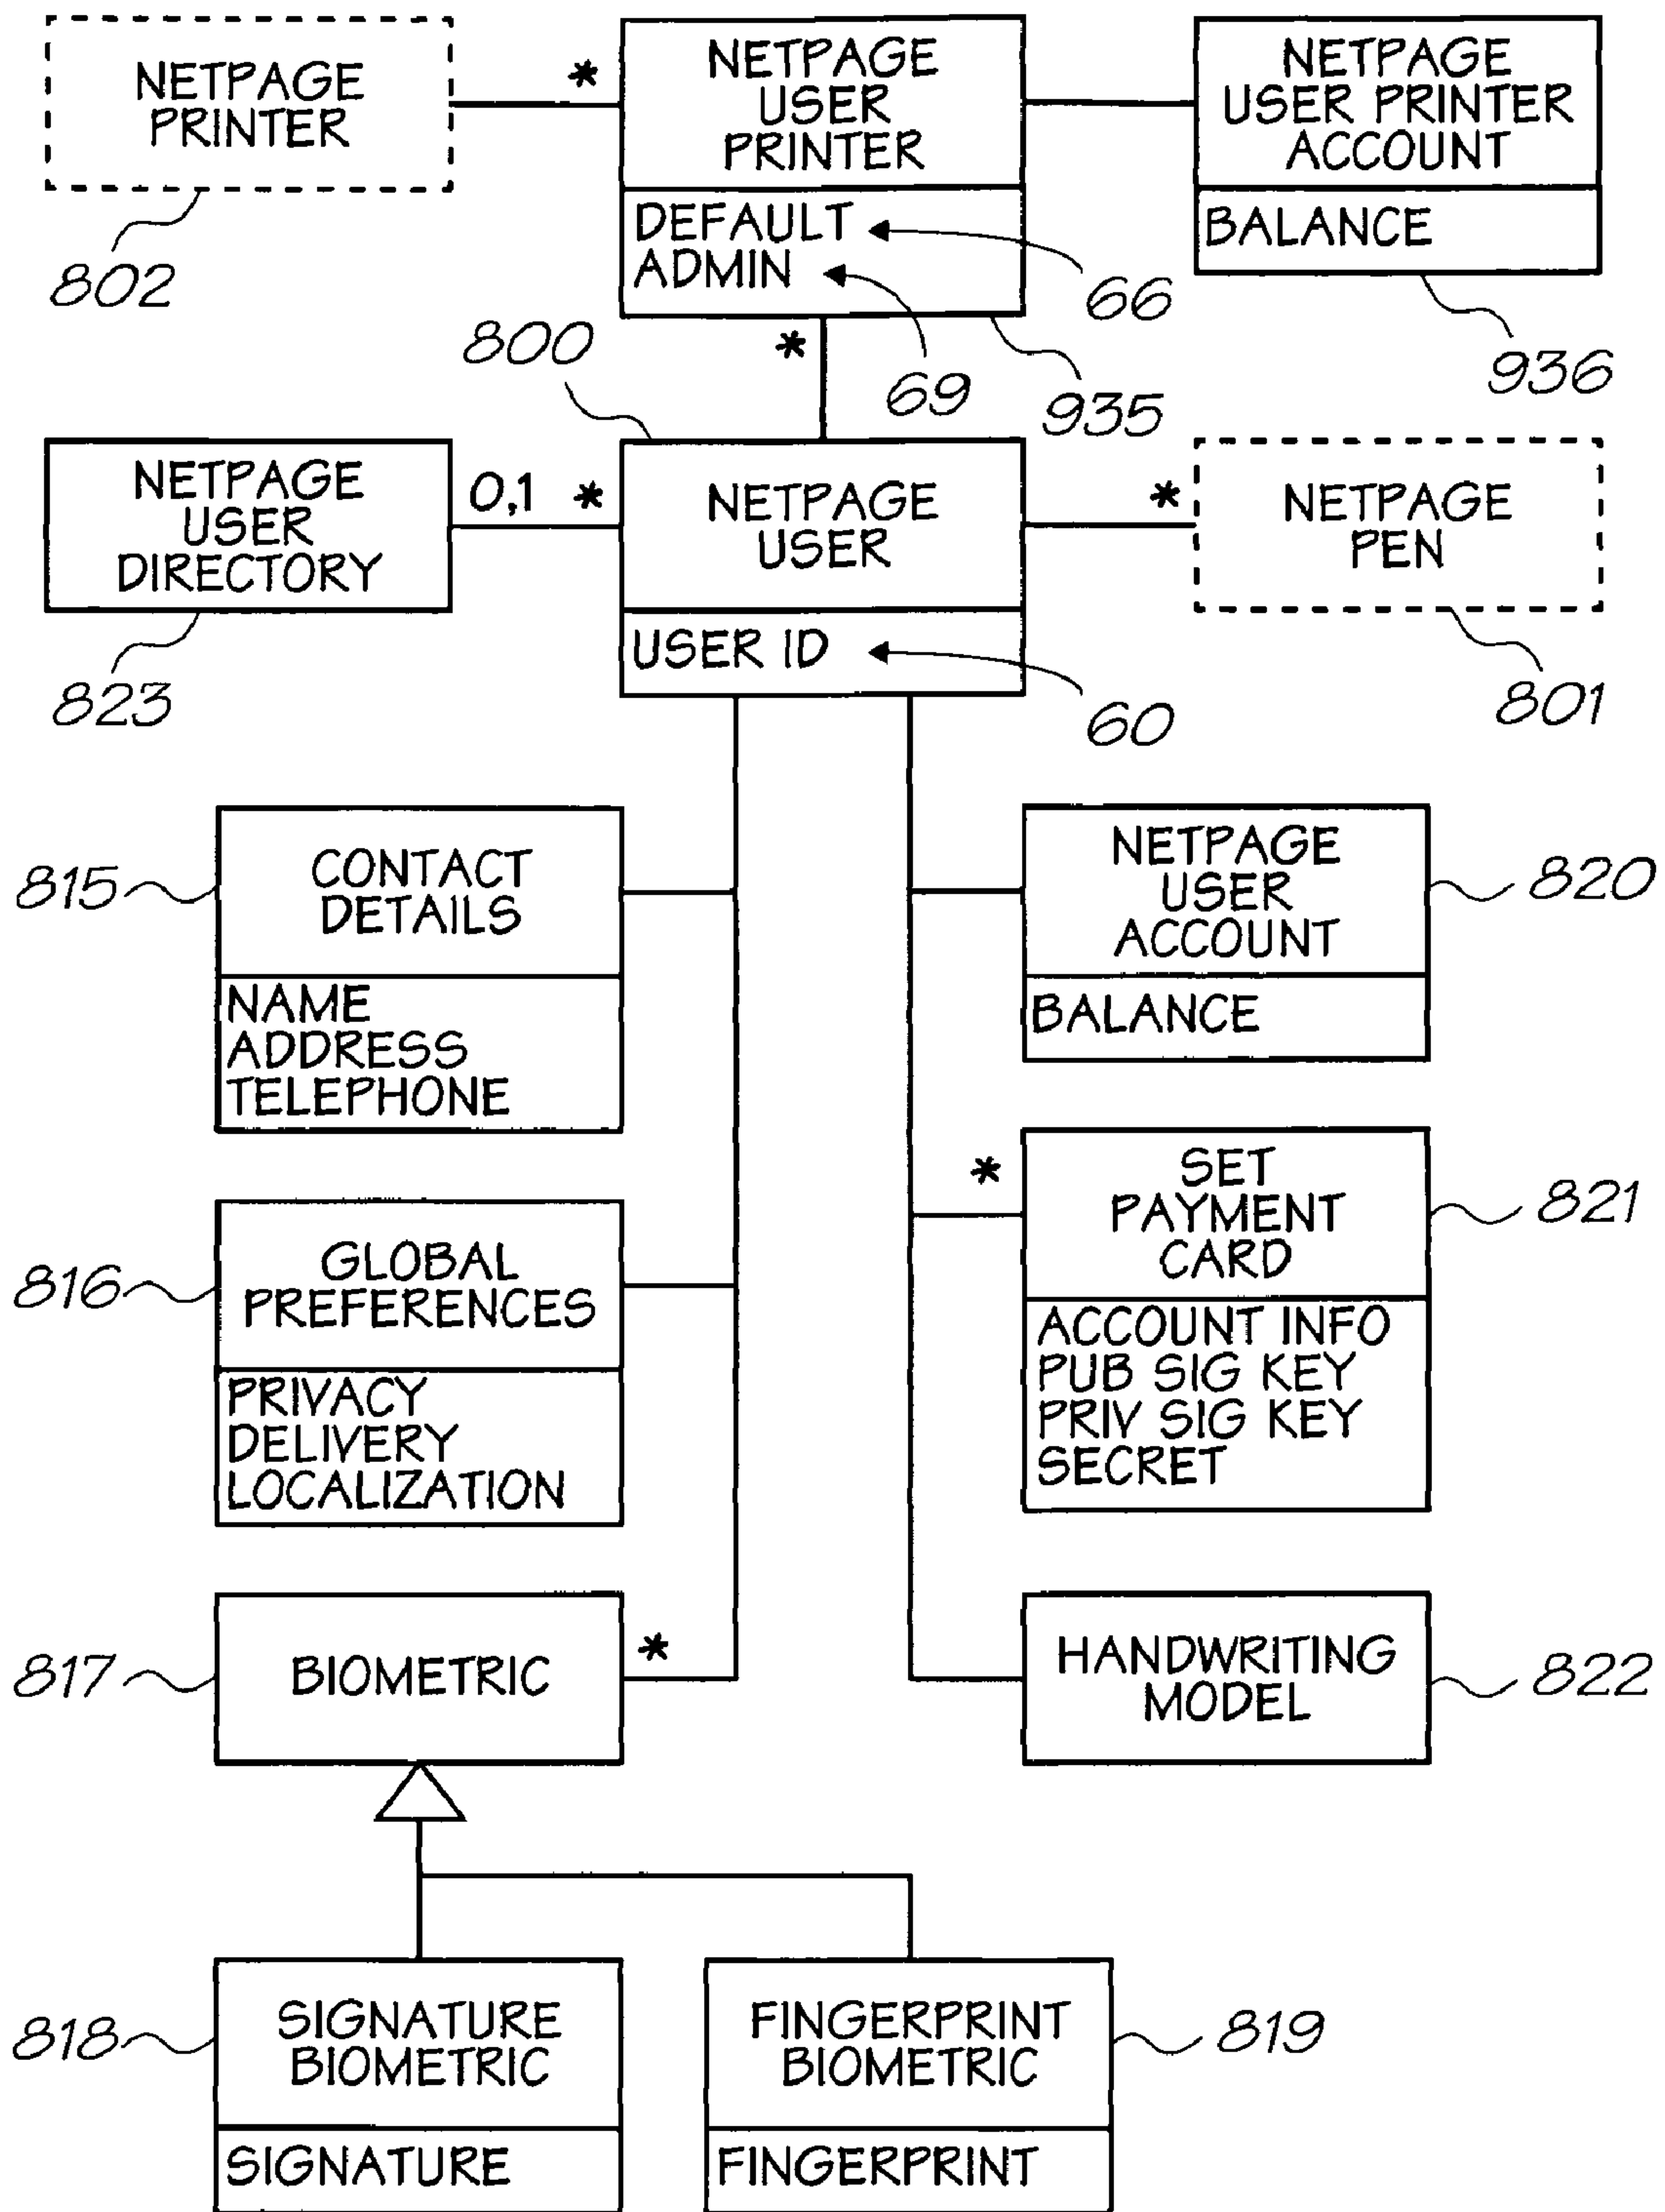 NETPAGE
PRINTER
802
*
NETPAGE
USER
PRINTER
DEFAULT
ADMIN
66
69
935
NETPAGE
USER PRINTER
ACCOUNT
BALANCE
936
*
800
NETPAGE
USER
DIRECTORY
823
0,1 *
NETPAGE
USER
USER ID
60
*
NETPAGE
PEN
801
815
CONTACT
DETAILS
NAME
ADDRESS
TELEPHONE
NETPAGE
USER
ACCOUNT
BALANCE
820
816
GLOBAL
PREFERENCES
PRIVACY
DELIVERY
LOCALIZATION
*
SET
PAYMENT
CARD
ACCOUNT INFO
PUB SIG KEY
PRIV SIG KEY
SECRET
821
817
BIOMETRIC
*
HANDWRITING
MODEL
822
818
SIGNATURE
BIOMETRIC
SIGNATURE
FINGERPRINT
BIOMETRIC
FINGERPRINT
819